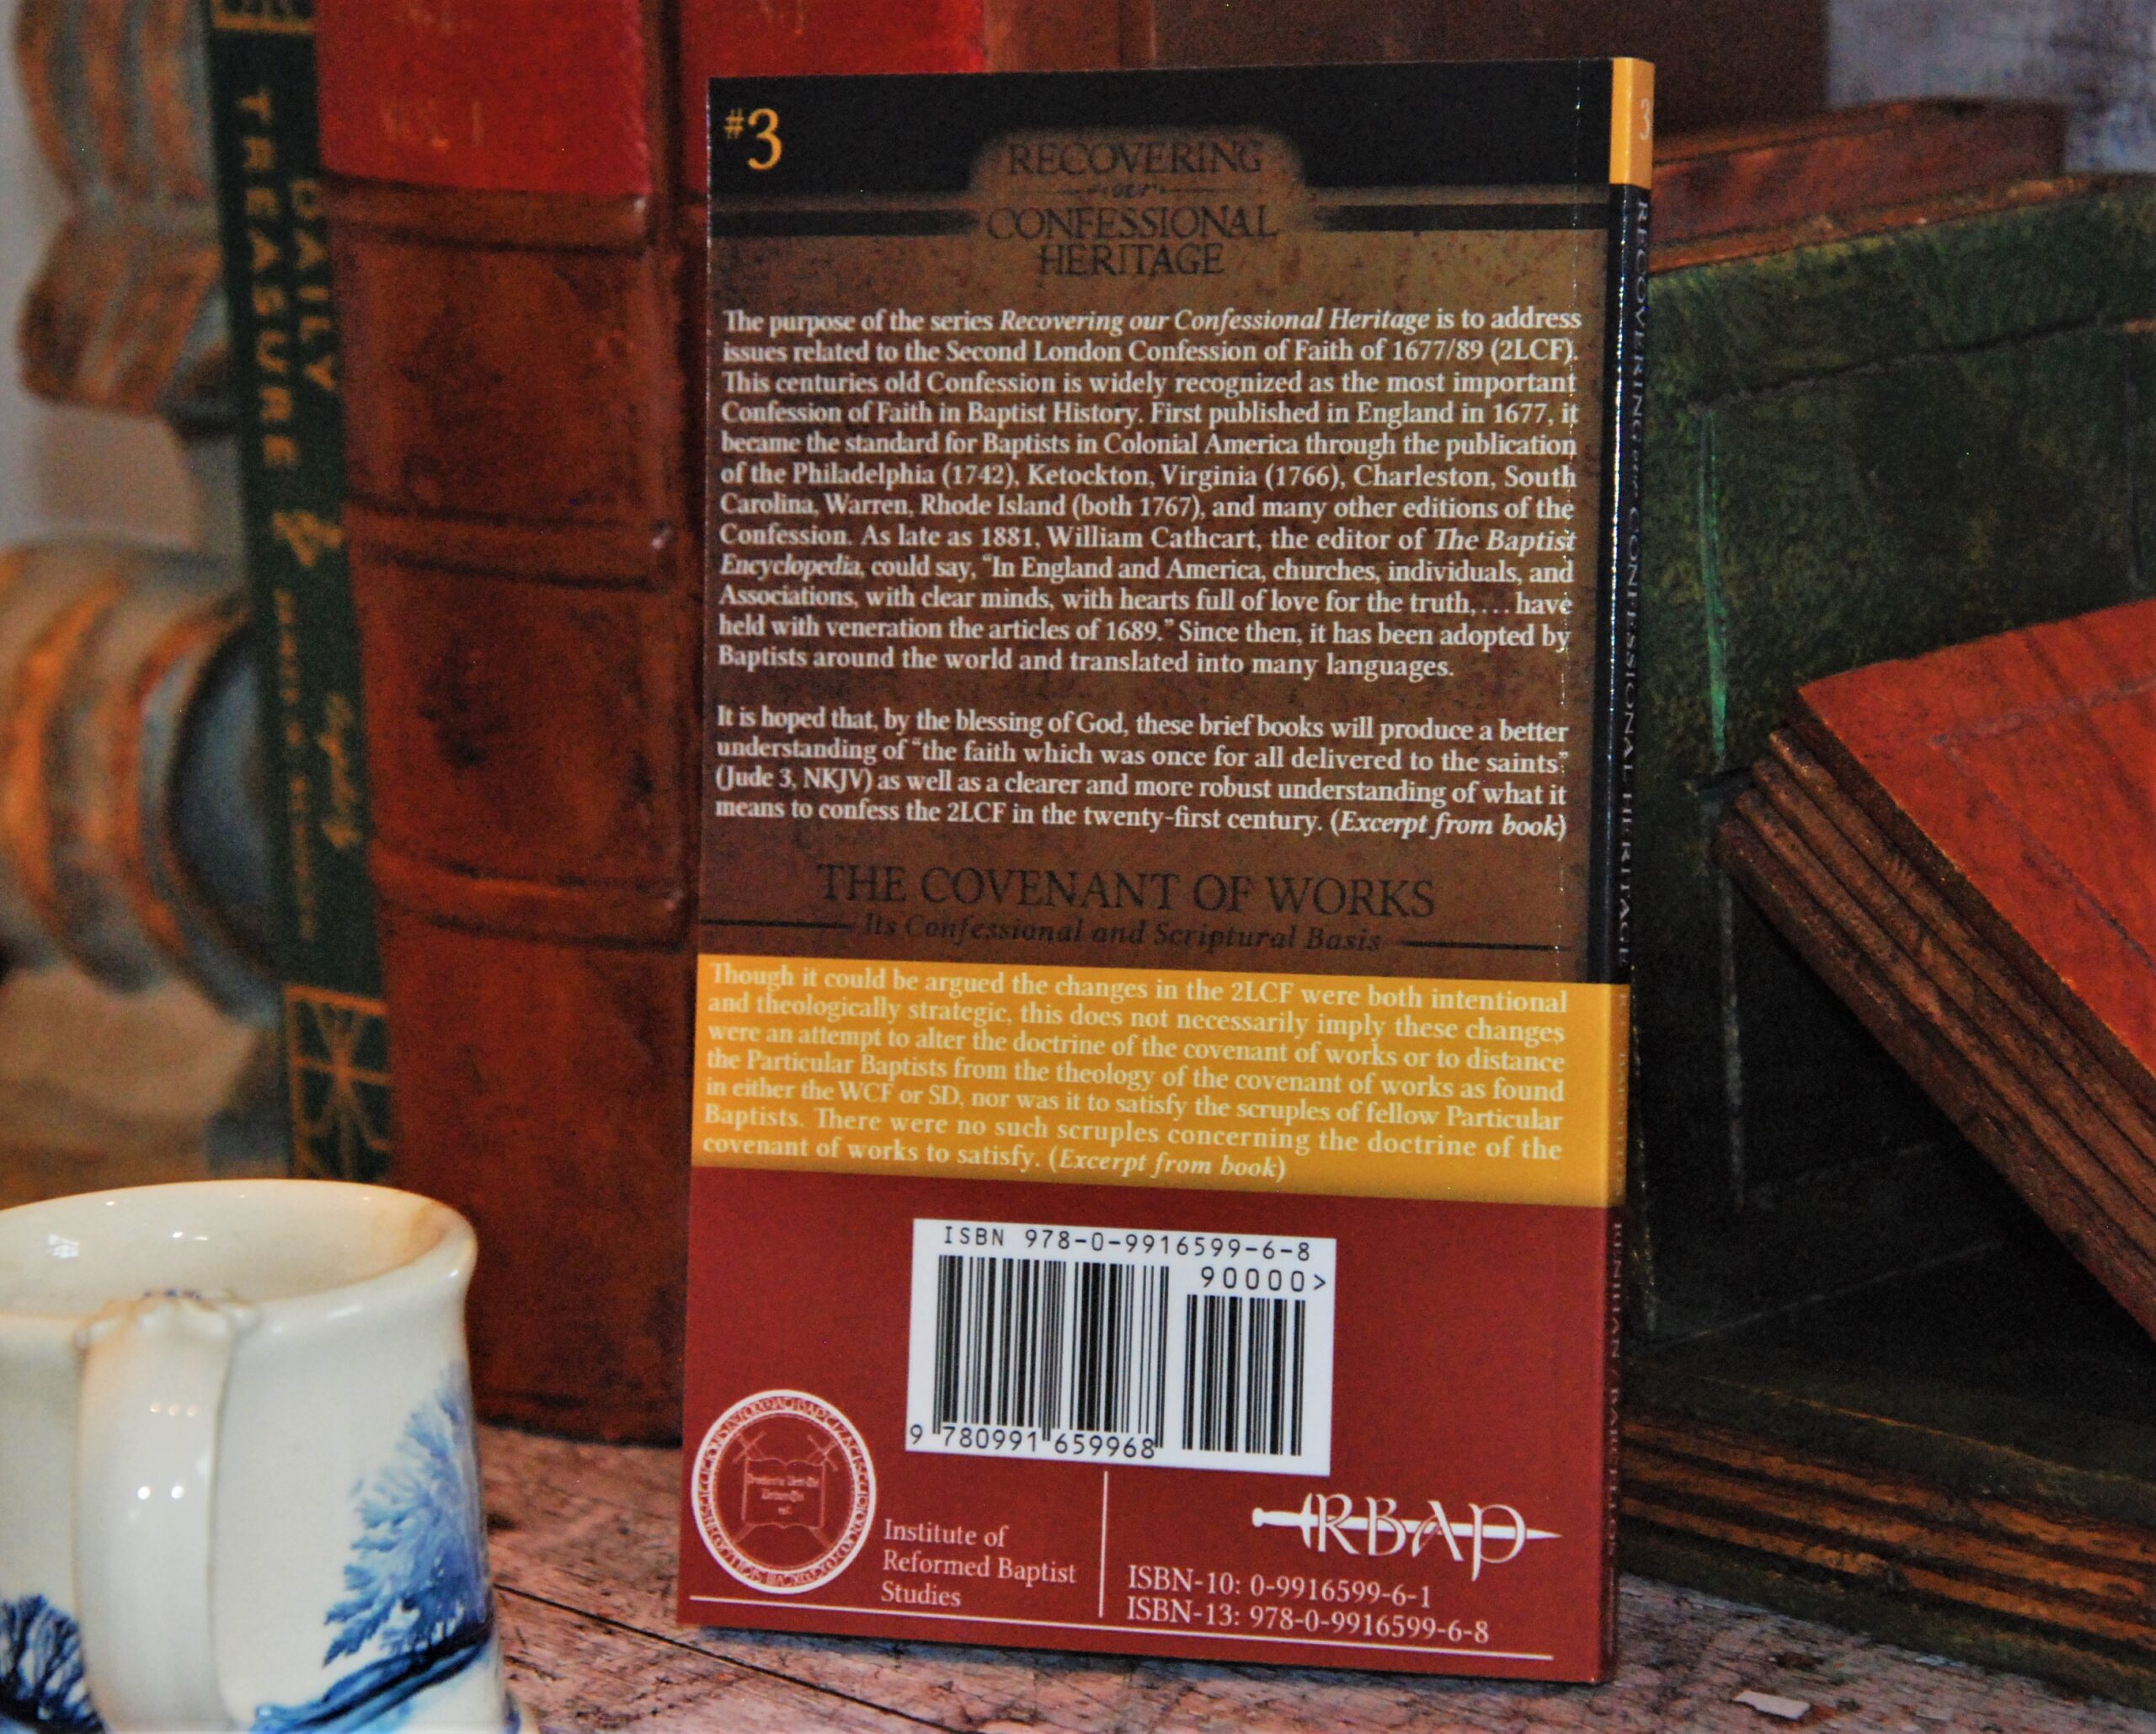 DAILY
TREASURE
VOL 1
#3
RECOVERING
our
CONFESSIONAL
HERITAGE
The purpose of the series Recovering our Confessional Heritage is to address
issues related to the Second London Confession of Faith of 1677/89 (2LCF).
This centuries old Confession is widely recognized as the most important
Confession of Faith in Baptist History. First published in England in 1677, it
became the standard for Baptists in Colonial America through the publication
of the Philadelphia (1742), Ketockton, Virginia (1766), Charleston, South
Carolina, Warren, Rhode Island (both 1767), and many other editions of the
Confession. As late as 1881, William Cathcart, the editor of The Baptist
Encyclopedia, could say, “In England and America, churches, individuals, and
Associations, with clear minds, with hearts full of love for the truth, . . . have
held with veneration the articles of 1689.” Since then, it has been adopted by
Baptists around the world and translated into many languages.
It is hoped that, by the blessing of God, these brief books will produce a better
understanding of “the faith which was once for all delivered to the saints”
(Jude 3, NKJV) as well as a clearer and more robust understanding of what it
means to confess the 2LCF in the twenty-first century. (Excerpt from book)
THE COVENANT OF WORKS
Its Confessional and Scriptural Basis
Though it could be argued the changes in the 2LCF were both intentional
and theologically strategic, this does not necessarily imply these changes
were an attempt to alter the doctrine of the covenant of works or to distance
the Particular Baptists from the theology of the covenant of works as found
in either the WCF or SD, nor was it to satisfy the scruples of fellow Particular
Baptists. There were no such scruples concerning the doctrine of the
covenant of works to satisfy. (Excerpt from book)
ISBN 978-0-9916599-6-8
90000>
9 780991 659968
Institute of
Reformed Baptist
Studies
RBAP
ISBN-10: 0-9916599-6-1
ISBN-13: 978-0-9916599-6-8
3
RECOVERING our CONFESSIONAL HERITAGE
RENIHAN / BARCELLOS